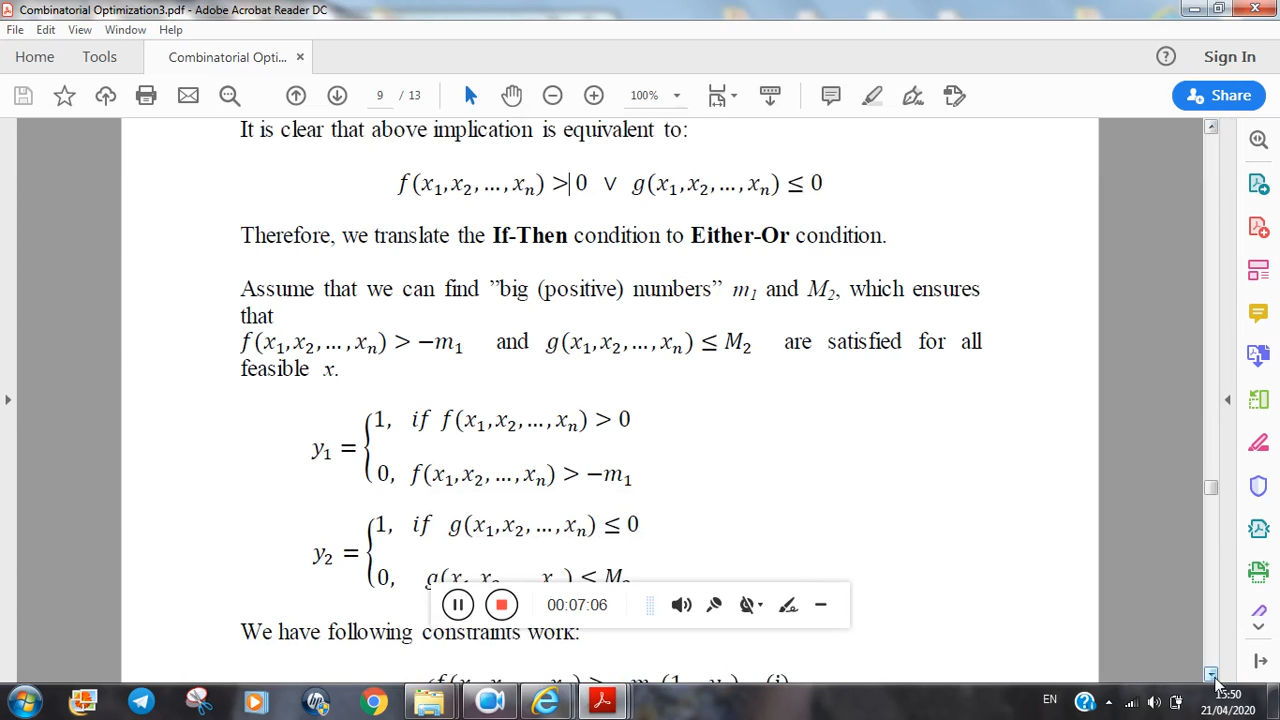 Combinatorial Optimization3.pdf - Adobe Acrobat Reader DC
File Edit View Window Help
Home Tools Combinatorial Opti... × Sign In
9 / 13 100% Share
It is clear that above implication is equivalent to:
f(x₁,x₂,…,xₙ) > 0 ∨ g(x₁,x₂,…,xₙ) ≤ 0
Therefore, we translate the If-Then condition to Either-Or condition.
Assume that we can find ”big (positive) numbers” m₁ and M₂, which ensures
that
f(x₁,x₂,…,xₙ) > −m₁ and g(x₁,x₂,…,xₙ) ≤ M₂ are satisfied for all
feasible x.
1, if f(x₁,x₂,…,xₙ) > 0
y₁ =
0, f(x₁,x₂,…,xₙ) > −m₁
1, if g(x₁,x₂,…,xₙ) ≤ 0
y₂ =
0, g(x₁,x₂ x ) ≤ M₂
00:07:06
We have following constraints work:
EN 15:50
21/04/2020